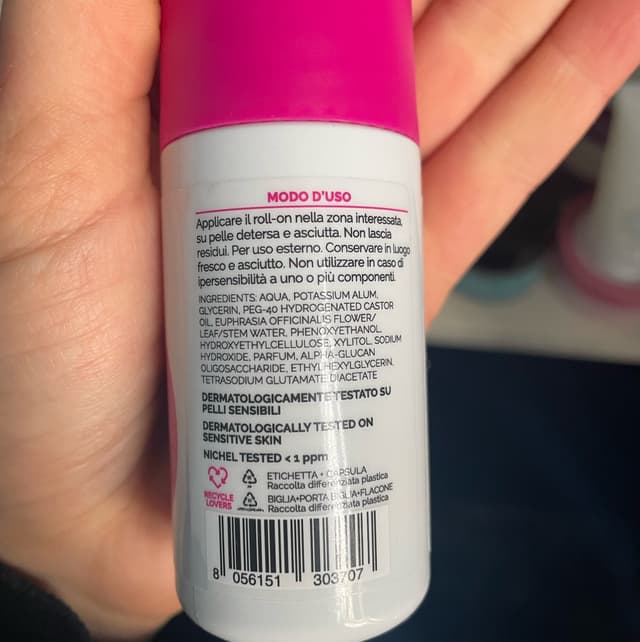 MODO D'USO
Applicare il roll-on nella zona interessata,
su pelle detersa e asciutta. Non lascia
residui. Per uso esterno. Conservare in luogo
fresco e asciutto. Non utilizzare in caso di
ipersensibilità a uno o più componenti.
INGREDIENTS: AQUA, POTASSIUM ALUM,
GLYCERIN, PEG-40 HYDROGENATED CASTOR
OIL, EUPHRASIA OFFICINALIS FLOWER/
LEAF/STEM WATER, PHENOXYETHANOL,
HYDROXYETHYLCELLULOSE, XYLITOL, SODIUM
HYDROXIDE, PARFUM, ALPHA-GLUCAN
OLIGOSACCHARIDE, ETHYLHEXYLGLYCERIN,
TETRASODIUM GLUTAMATE DIACETATE
DERMATOLOGICAMENTE TESTATO SU
PELLI SENSIBILI
DERMATOLOGICALLY TESTED ON
SENSITIVE SKIN
NICHEL TESTED < 1 ppm
RECYCLE
LOVERS
ETICHETTA + CAPSULA
Raccolta differenziata plastica
BIGLIA+PORTA BIGLIA+FLACONE
Raccolta differenziata plastica
8 056151 303707